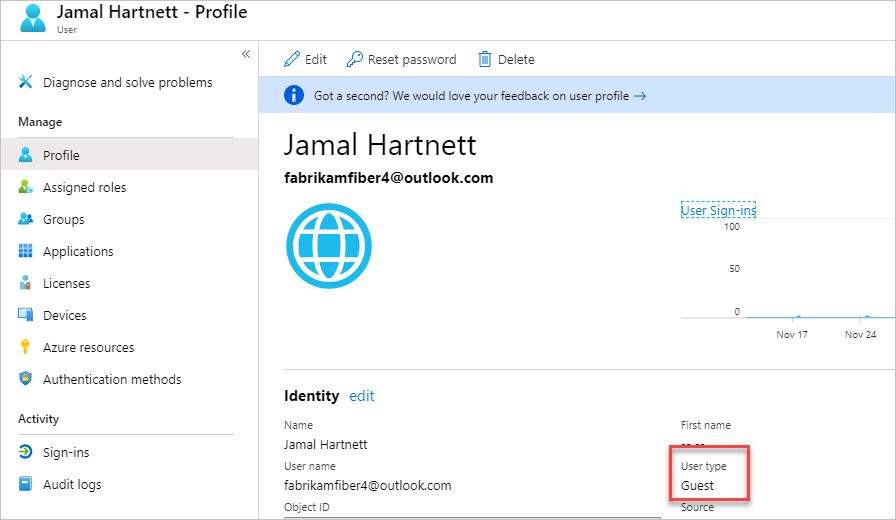 Jamal Hartnett - Profile
User
«
Diagnose and solve problems
Manage
Profile
Assigned roles
Groups
Applications
Licenses
Devices
Azure resources
Authentication methods
Activity
Sign-ins
Audit logs
Edit Reset password Delete
Got a second? We would love your feedback on user profile →
Jamal Hartnett
fabrikamfiber4@outlook.com
User Sign-ins
100
50
0
Nov 17 Nov 24
Identity edit
Name
Jamal Hartnett
User name
fabrikamfiber4@outlook.com
Object ID
First name
User type
Guest
Source